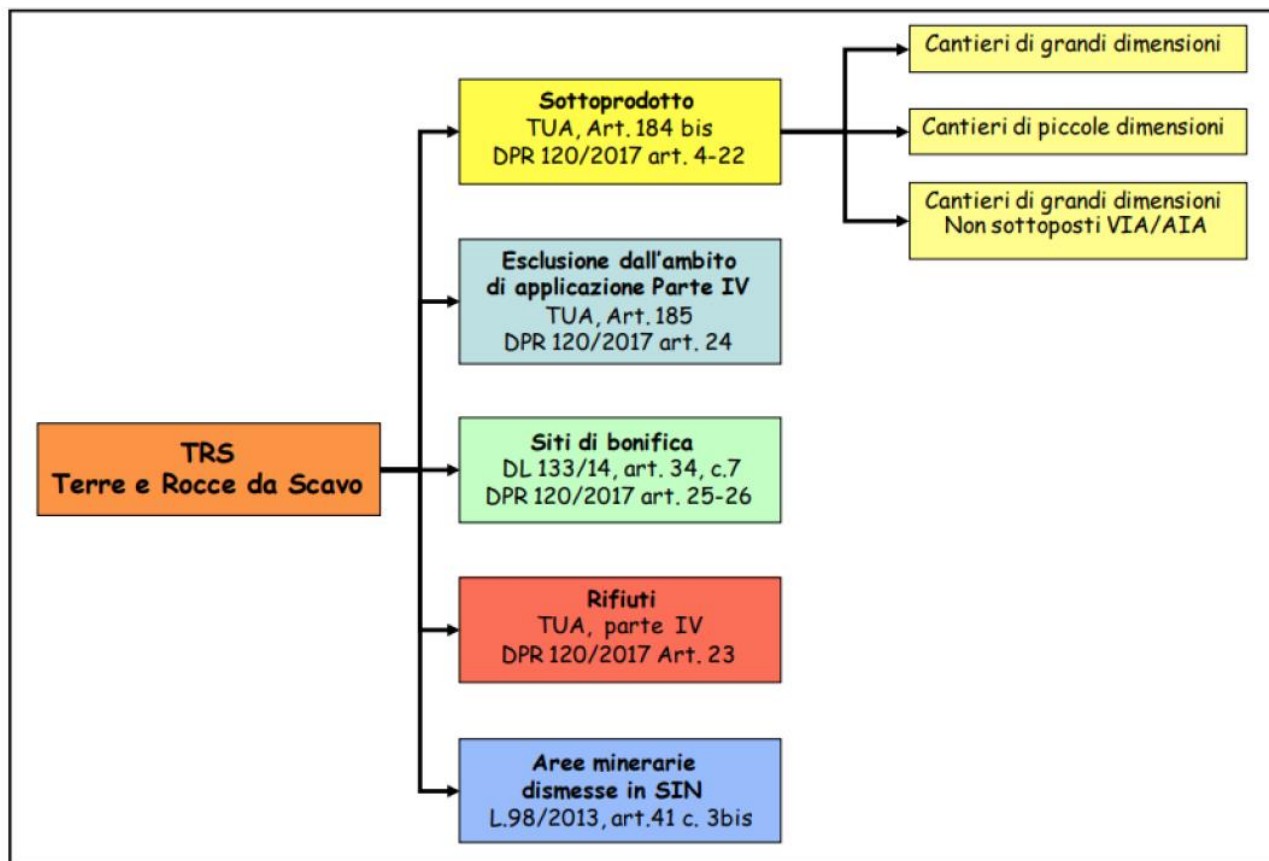 TRS
Terre e Rocce da Scavo
Sottoprodotto
TUA, Art. 184 bis
DPR 120/2017 art. 4-22
Cantieri di grandi dimensioni
Cantieri di piccole dimensioni
Cantieri di grandi dimensioni
Non sottoposti VIA/AIA
Esclusione dall'ambito
di applicazione Parte IV
TUA, Art. 185
DPR 120/2017 art. 24
Siti di bonifica
DL 133/14, art. 34, c.7
DPR 120/2017 art. 25-26
Rifiuti
TUA, parte IV
DPR 120/2017 Art. 23
Aree minerarie
dismesse in SIN
L.98/2013, art.41 c. 3bis